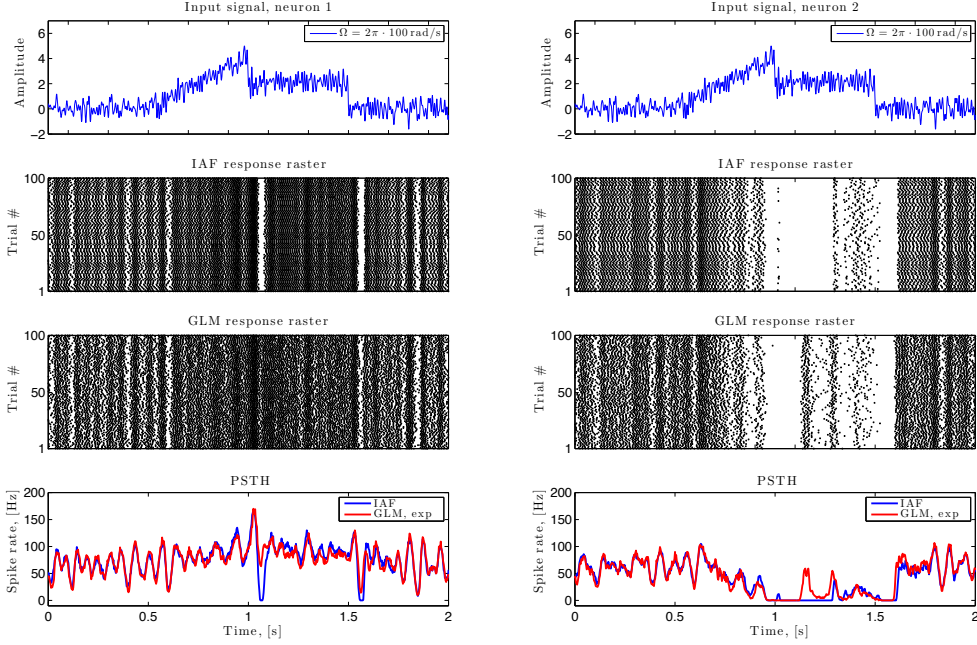 Input signal, neuron 1
Amplitude
6
4
2
0
−2
Ω = 2π · 100 rad/s
IAF response raster
Trial #
100
50
1
GLM response raster
Trial #
100
50
1
PSTH
Spike rate, [Hz]
200
150
100
50
0
IAF
GLM, exp
0
0.5
1
1.5
2
Time, [s]
Input signal, neuron 2
Amplitude
6
4
2
0
−2
Ω = 2π · 100 rad/s
IAF response raster
Trial #
100
50
1
GLM response raster
Trial #
100
50
1
PSTH
Spike rate, [Hz]
200
150
100
50
0
IAF
GLM, exp
0
0.5
1
1.5
2
Time, [s]